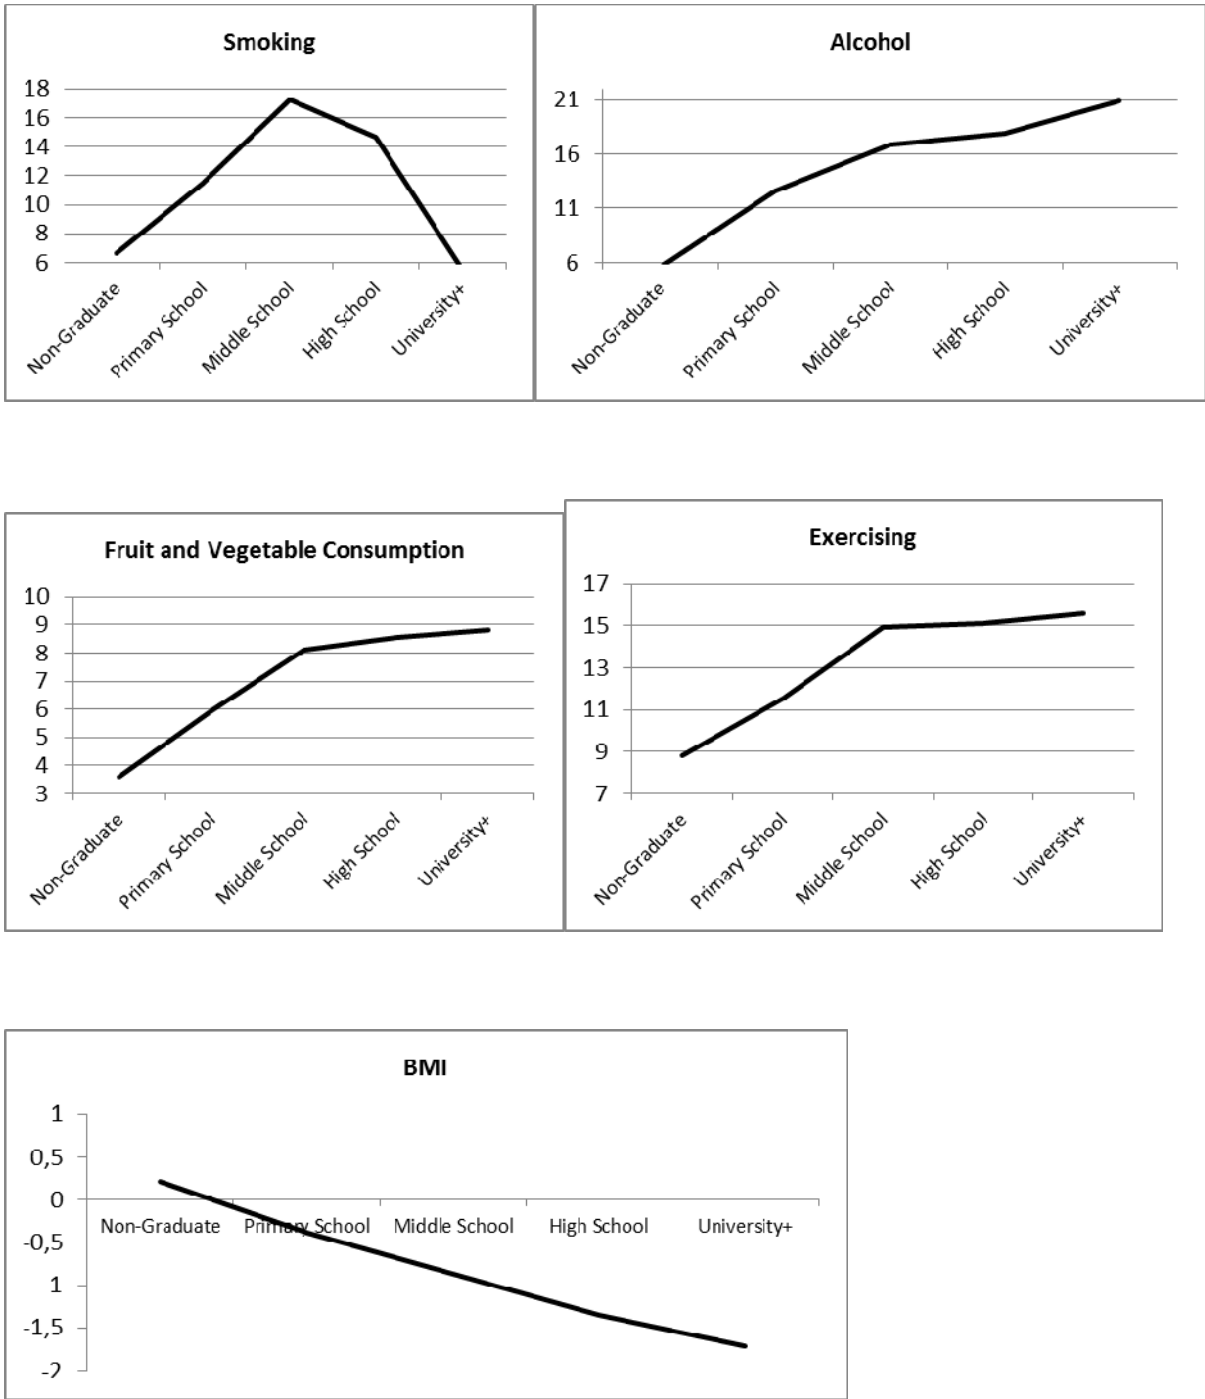 Smoking
18
16
14
12
10
8
6
Non-Graduate
Primary School
Middle School
High School
University+
Alcohol
21
16
11
6
Non-Graduate
Primary School
Middle School
High School
University+
Fruit and Vegetable Consumption
10
9
8
7
6
5
4
3
Non-Graduate
Primary School
Middle School
High School
University+
Exercising
17
15
13
11
9
7
Non-Graduate
Primary School
Middle School
High School
University+
BMI
1
0,5
0
Non-Graduate Primary School Middle School High School University+
-0,5
1
-1,5
-2